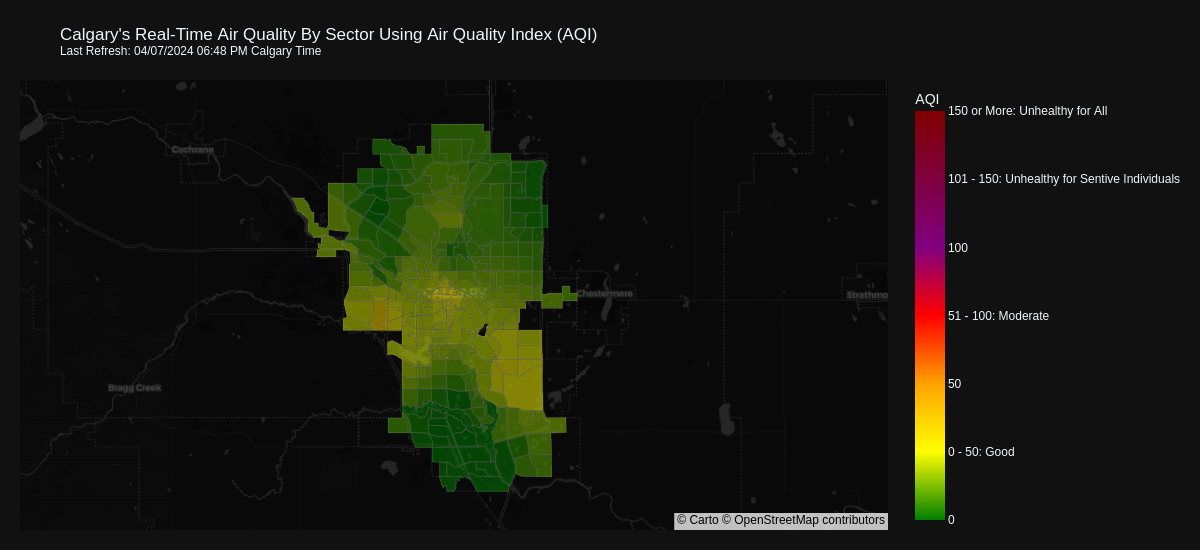 Calgary's Real-Time Air Quality By Sector Using Air Quality Index (AQI)
Last Refresh: 04/07/2024 06:48 PM Calgary Time
AQI
150 or More: Unhealthy for All
101 - 150: Unhealthy for Sentive Individuals
100
51 - 100: Moderate
50
0 - 50: Good
0
Cochrane
CALGARY
Chestermere
Strathmo
Bragg Creek
© Carto © OpenStreetMap contributors